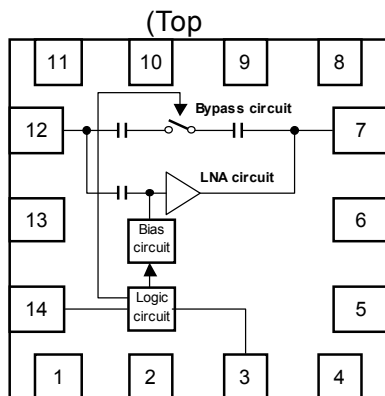 (Top
11 10 9 8
Bypass circuit
12 7
LNA circuit
13 6
Bias
circuit
Logic
circuit
14 5
1 2 3 4